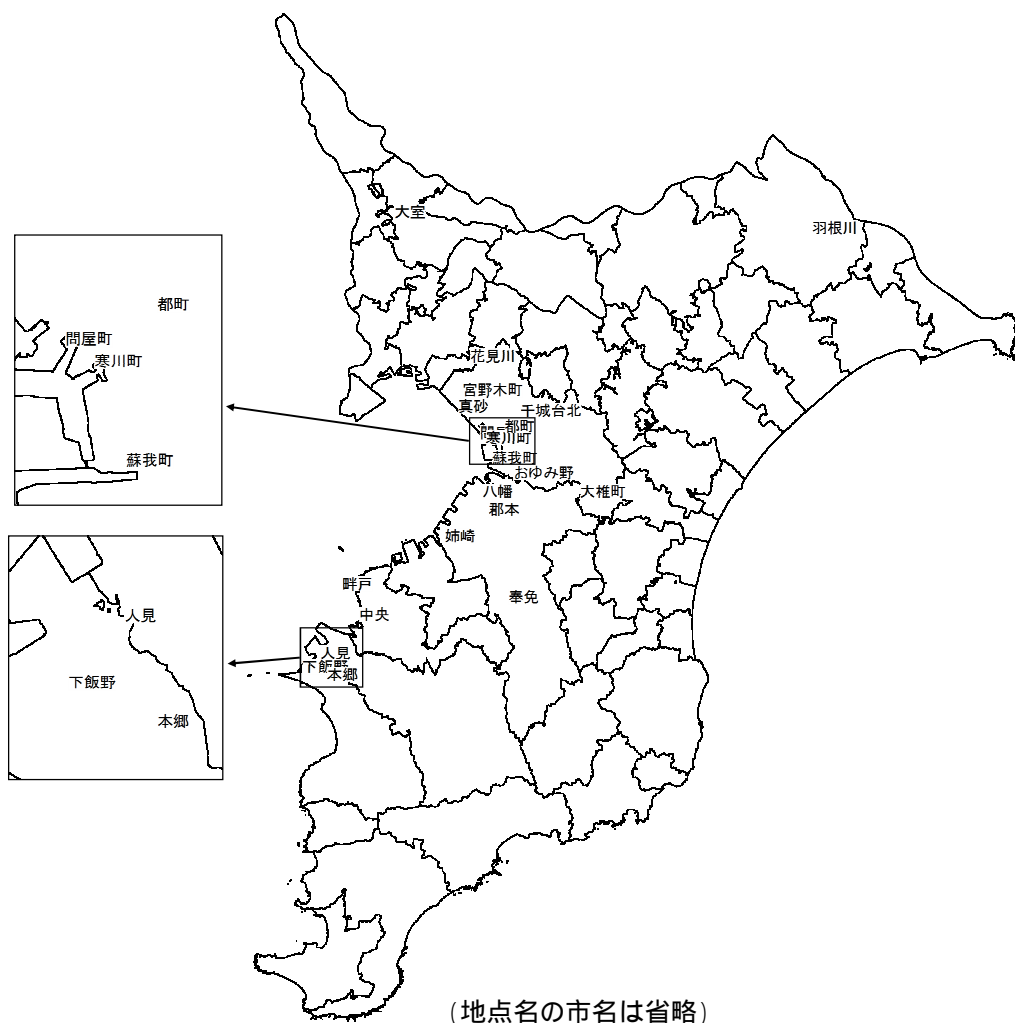 大室
羽根川
都町
問屋町
寒川町
蘇我町
花見川
宮野木町
真砂
千城台北
都町
寒川町
蘇我町
おゆみ野
八幡
大椎町
郡本
姉崎
畔戸
奉免
中央
人見
下飯野
本郷
人見
下飯野
本郷
(地点名の市名は省略)